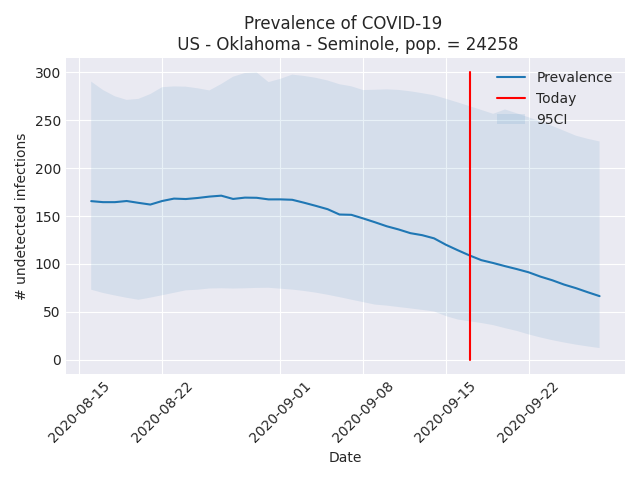 Prevalence of COVID-19
US - Oklahoma - Seminole, pop. = 24258
Prevalence
Today
95CI
# undetected infections
300
250
200
150
100
50
0
2020-08-15
2020-08-22
2020-09-01
2020-09-08
2020-09-15
2020-09-22
Date